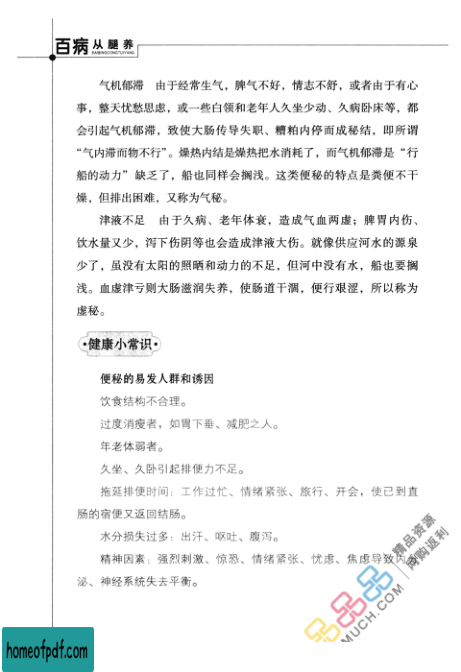 百病从腿养
BAIBINGCONGTUIYANG
气机郁滞 由于经常生气，脾气不好，情志不舒，或者由于有心
事，整天忧愁思虑，或一些白领和老年人久坐少动、久病卧床等，都
会引起气机郁滞，致使大肠传导失职、糟粕内停而成秘结，即所谓
“气内滞而物不行”。燥热内结是燥热把水消耗了，而气机郁滞是“行
船的动力”缺乏了，船也同样会搁浅。这类便秘的特点是粪便不干
燥，但排出困难，又称为气秘。
津液不足 由于久病、老年体衰，造成气血两虚；脾胃内伤、
饮水量又少，泻下伤阴等也会造成津液大伤。就像供应河水的源泉
少了，虽没有太阳的照晒和动力的不足，但河中没有水，船也要搁
浅。血虚津亏则大肠滋润失养，使肠道干涸，便行艰涩，所以称为
虚秘。
·健康小常识·
便秘的易发人群和诱因
饮食结构不合理。
过度消瘦者，如胃下垂、减肥之人。
年老体弱者。
久坐、久卧引起排便力不足。
拖延排便时间：工作过忙、情绪紧张、旅行、开会，使已到直
肠的宿便又返回结肠。
水分损失过多：出汗、呕吐、腹泻。
精神因素：强烈刺激、惊恐、情绪紧张、忧虑、焦虑导致内分
泌、神经系统失去平衡。
精品资源
网购返利
MUCH.COM
homeofpdf.com